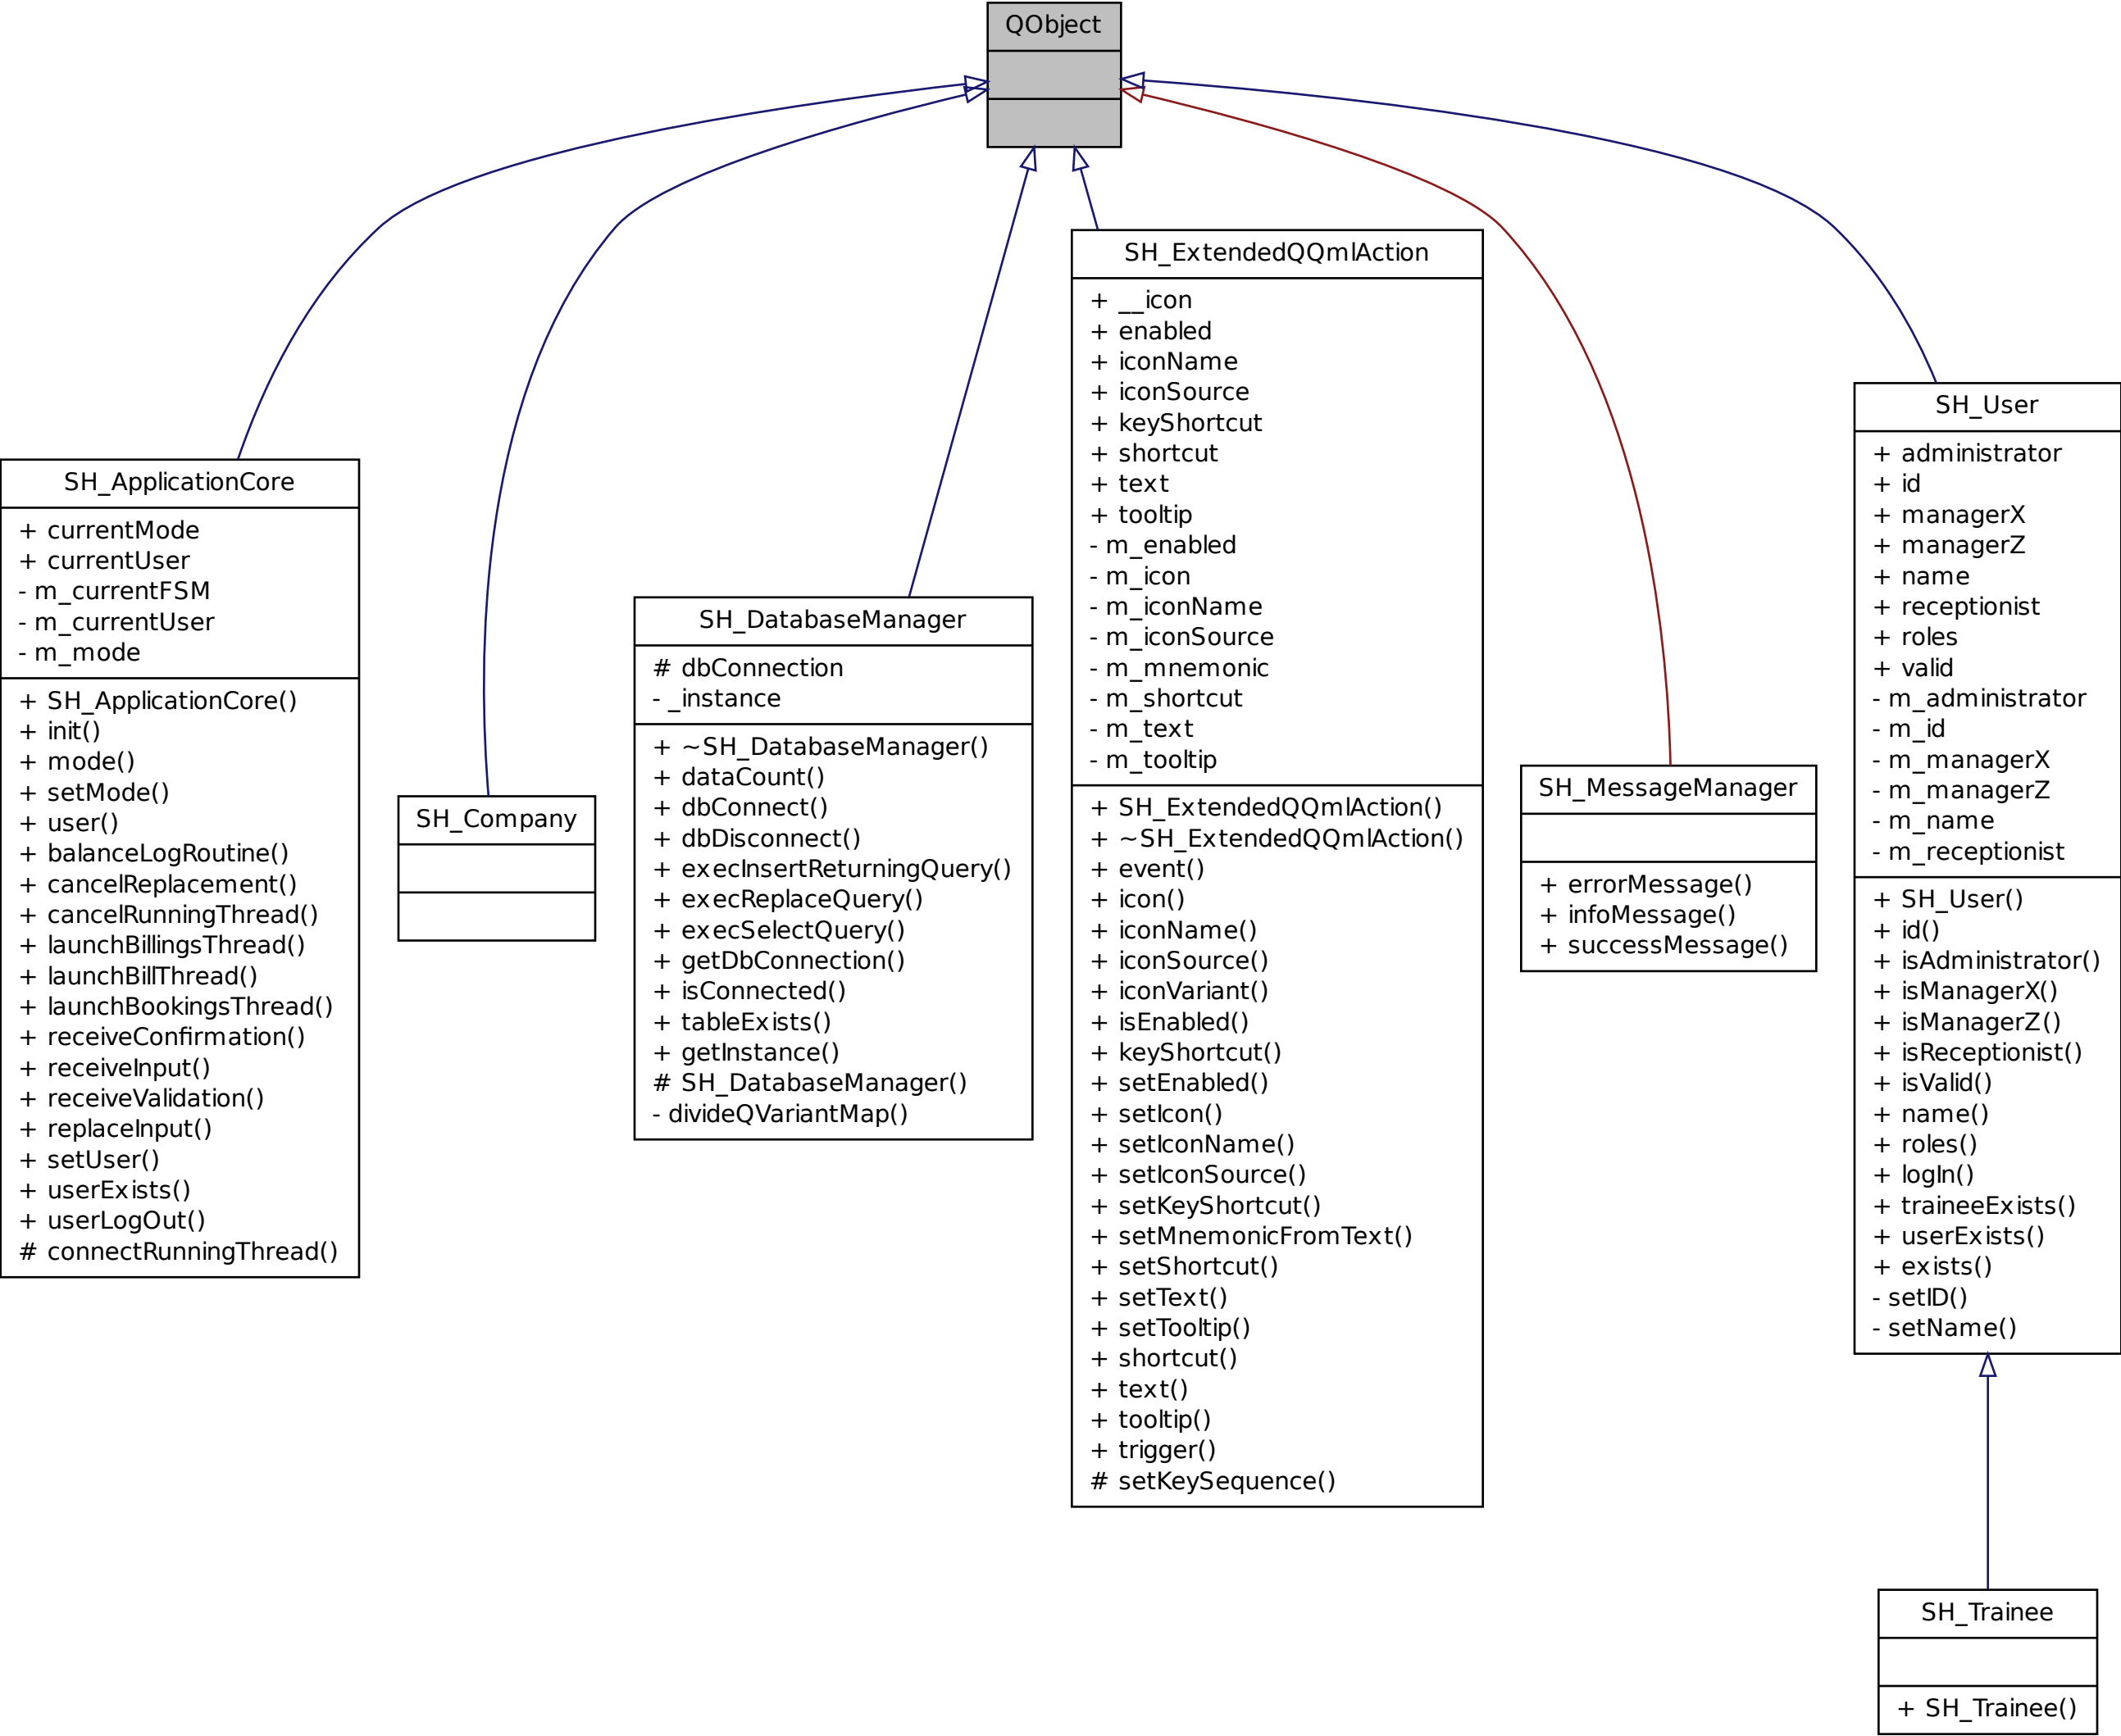 QObject
SH_ApplicationCore
+ currentMode
+ currentUser
- m_currentFSM
- m_currentUser
- m_mode
+ SH_ApplicationCore()
+ init()
+ mode()
+ setMode()
+ user()
+ balanceLogRoutine()
+ cancelReplacement()
+ cancelRunningThread()
+ launchBillingsThread()
+ launchBillThread()
+ launchBookingsThread()
+ receiveConfirmation()
+ receiveInput()
+ receiveValidation()
+ replaceInput()
+ setUser()
+ userExists()
+ userLogOut()
# connectRunningThread()
SH_Company
SH_DatabaseManager
# dbConnection
- _instance
+ ~SH_DatabaseManager()
+ dataCount()
+ dbConnect()
+ dbDisconnect()
+ execInsertReturningQuery()
+ execReplaceQuery()
+ execSelectQuery()
+ getDbConnection()
+ isConnected()
+ tableExists()
+ getInstance()
# SH_DatabaseManager()
- divideQVariantMap()
SH_ExtendedQQmlAction
+ __icon
+ enabled
+ iconName
+ iconSource
+ keyShortcut
+ shortcut
+ text
+ tooltip
- m_enabled
- m_icon
- m_iconName
- m_iconSource
- m_mnemonic
- m_shortcut
- m_text
- m_tooltip
+ SH_ExtendedQQmlAction()
+ ~SH_ExtendedQQmlAction()
+ event()
+ icon()
+ iconName()
+ iconSource()
+ iconVariant()
+ isEnabled()
+ keyShortcut()
+ setEnabled()
+ setIcon()
+ setIconName()
+ setIconSource()
+ setKeyShortcut()
+ setMnemonicFromText()
+ setShortcut()
+ setText()
+ setTooltip()
+ shortcut()
+ text()
+ tooltip()
+ trigger()
# setKeySequence()
SH_MessageManager
+ errorMessage()
+ infoMessage()
+ successMessage()
SH_User
+ administrator
+ id
+ managerX
+ managerZ
+ name
+ receptionist
+ roles
+ valid
- m_administrator
- m_id
- m_managerX
- m_managerZ
- m_name
- m_receptionist
+ SH_User()
+ id()
+ isAdministrator()
+ isManagerX()
+ isManagerZ()
+ isReceptionist()
+ isValid()
+ name()
+ roles()
+ logIn()
+ traineeExists()
+ userExists()
+ exists()
- setID()
- setName()
SH_Trainee
+ SH_Trainee()